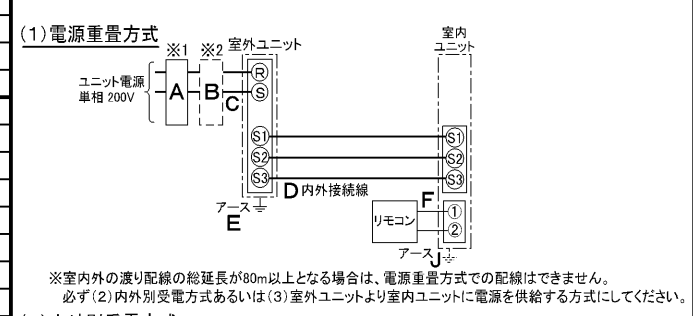 (1)電源重畳方式
※1 ※2 室外ユニット
室内
ユニット
ユニット電源
単相 200V
A
B
C
R
S
S1
S2
S3
S1
S2
S3
D 内外接続線
アース
E
F
リモコン
1
2
アース J
※室内外の渡り配線の総延長が80m以上となる場合は、電源重畳方式での配線はできません。
必ず(2)内外別受電方式あるいは(3)室外ユニットより室内ユニットに電源を供給する方式にしてください。